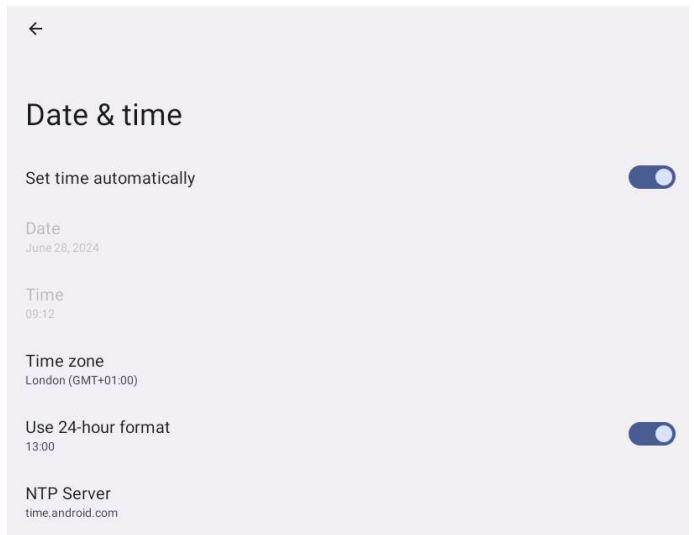 Date & time
Set time automatically
Date
June 28, 2024
Time
09:12
Time zone
London (GMT+01:00)
Use 24-hour format
13:00
NTP Server
time.android.com